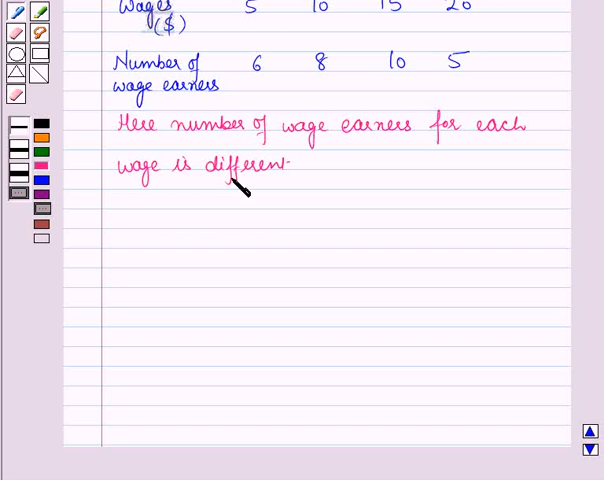 Wages 5 10 15 20
($)
Number of 6 8 10 5
wage earners
Here number of wage earners for each
wage is different